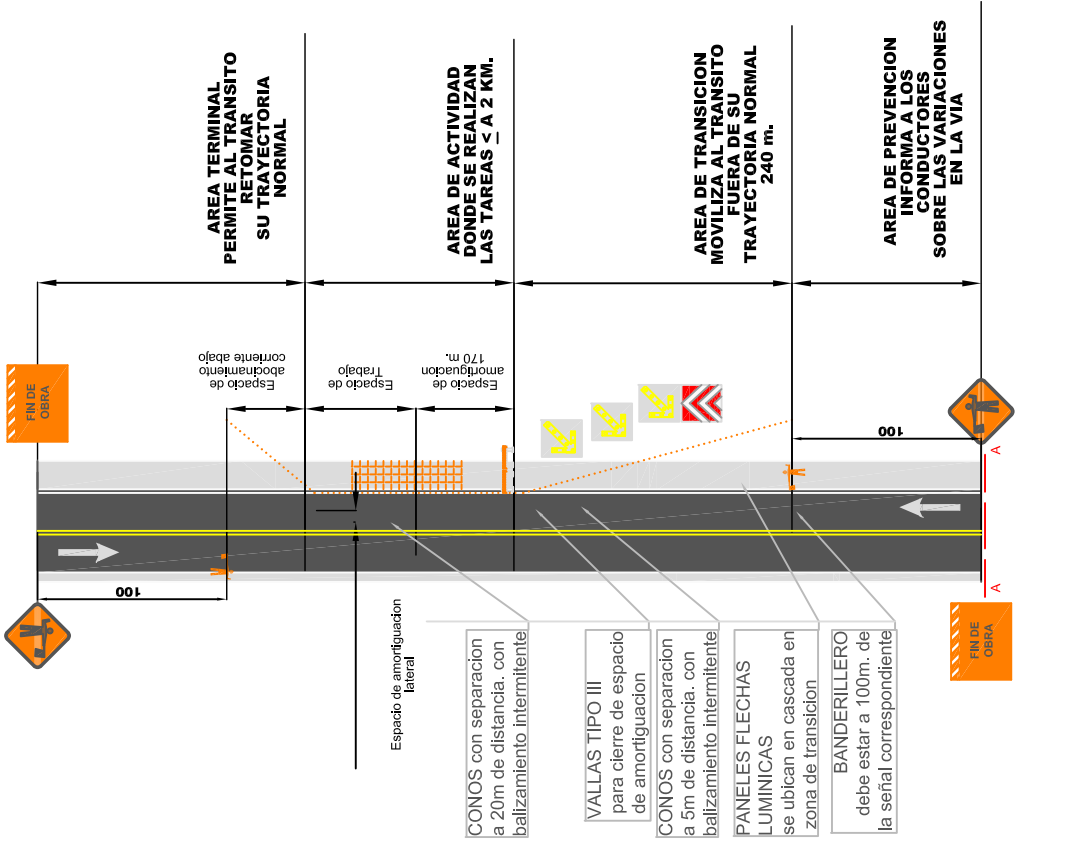 AREA TERMINAL
PERMITE AL TRANSITO
RETOMAR
SU TRAYECTORIA
NORMAL
AREA DE ACTIVIDAD
DONDE SE REALIZAN
LAS TAREAS < A 2 KM.
AREA DE TRANSICION
MOVILIZA AL TRANSITO
FUERA DE SU
TRAYECTORIA NORMAL
240 m.
AREA DE PREVENCION
INFORMA A LOS
CONDUCTORES
SOBRE LAS VARIACIONES
EN LA VIA
FIN DE
OBRA
Espacio de
abocinamiento
corriente abajo
Espacio de
Trabajo
Espacio de
amortiguacion
170 m.
100
A
100
A
Espacio de amortiguacion
lateral
CONOS con separacion
a 20m de distancia. con
balizamiento intermitente
VALLAS TIPO III
para cierre de espacio
de amortiguacion
CONOS con separacion
a 5m de distancia. con
balizamiento intermitente
PANELES FLECHAS
LUMINICAS
se ubican en cascada en
zona de transicion
BANDERILLERO
debe estar a 100m. de
la señal correspondiente
FIN DE
OBRA